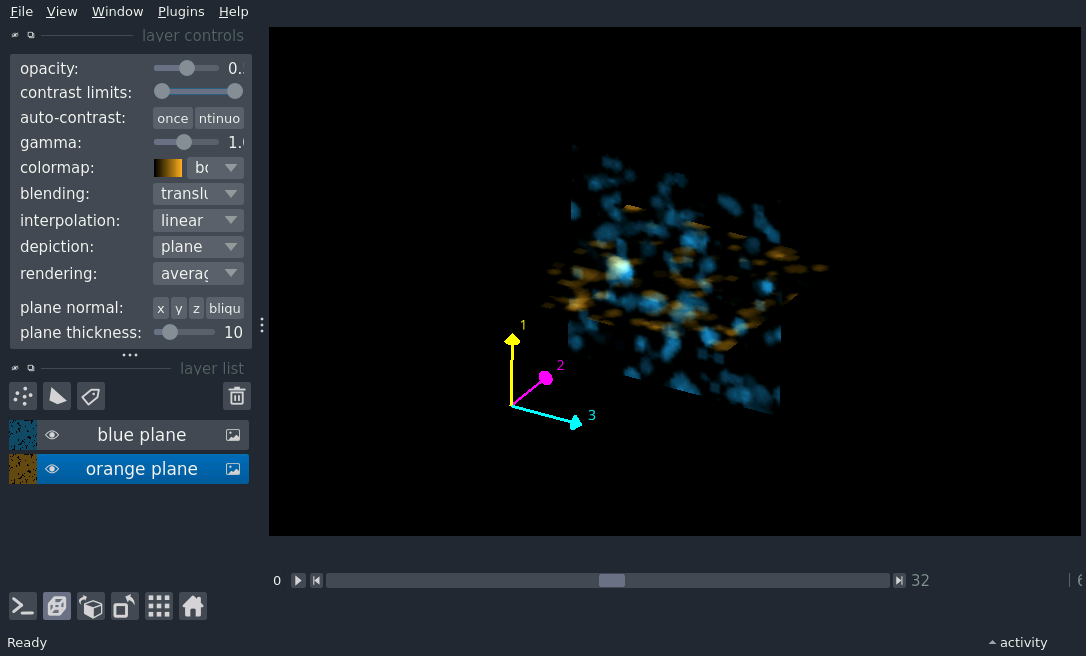 File View Window Plugins Help
layer controls
opacity: 0.
contrast limits:
auto-contrast: once ntinuo
gamma: 1.
colormap: bo
blending: translu
interpolation: linear
depiction: plane
rendering: averag
plane normal: x y z bliqu
plane thickness: 10
layer list
blue plane
orange plane
1
2
3
0 32
Ready activity